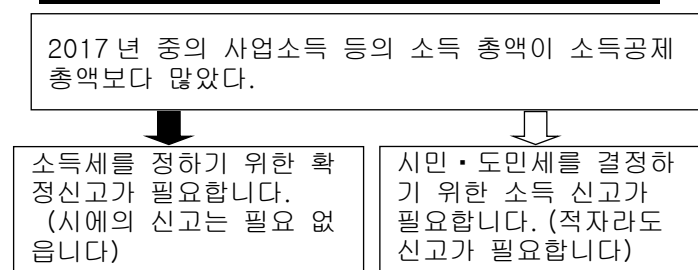 2017년 중의 사업소득 등의 소득 총액이 소득공제
총액보다 많았다.
소득세를 정하기 위한 확
정신고가 필요합니다.
(시에의 신고는 필요 없
읍니다)
시민・도민세를 결정하
기 위한 소득 신고가
필요합니다. (적자라도
신고가 필요합니다)